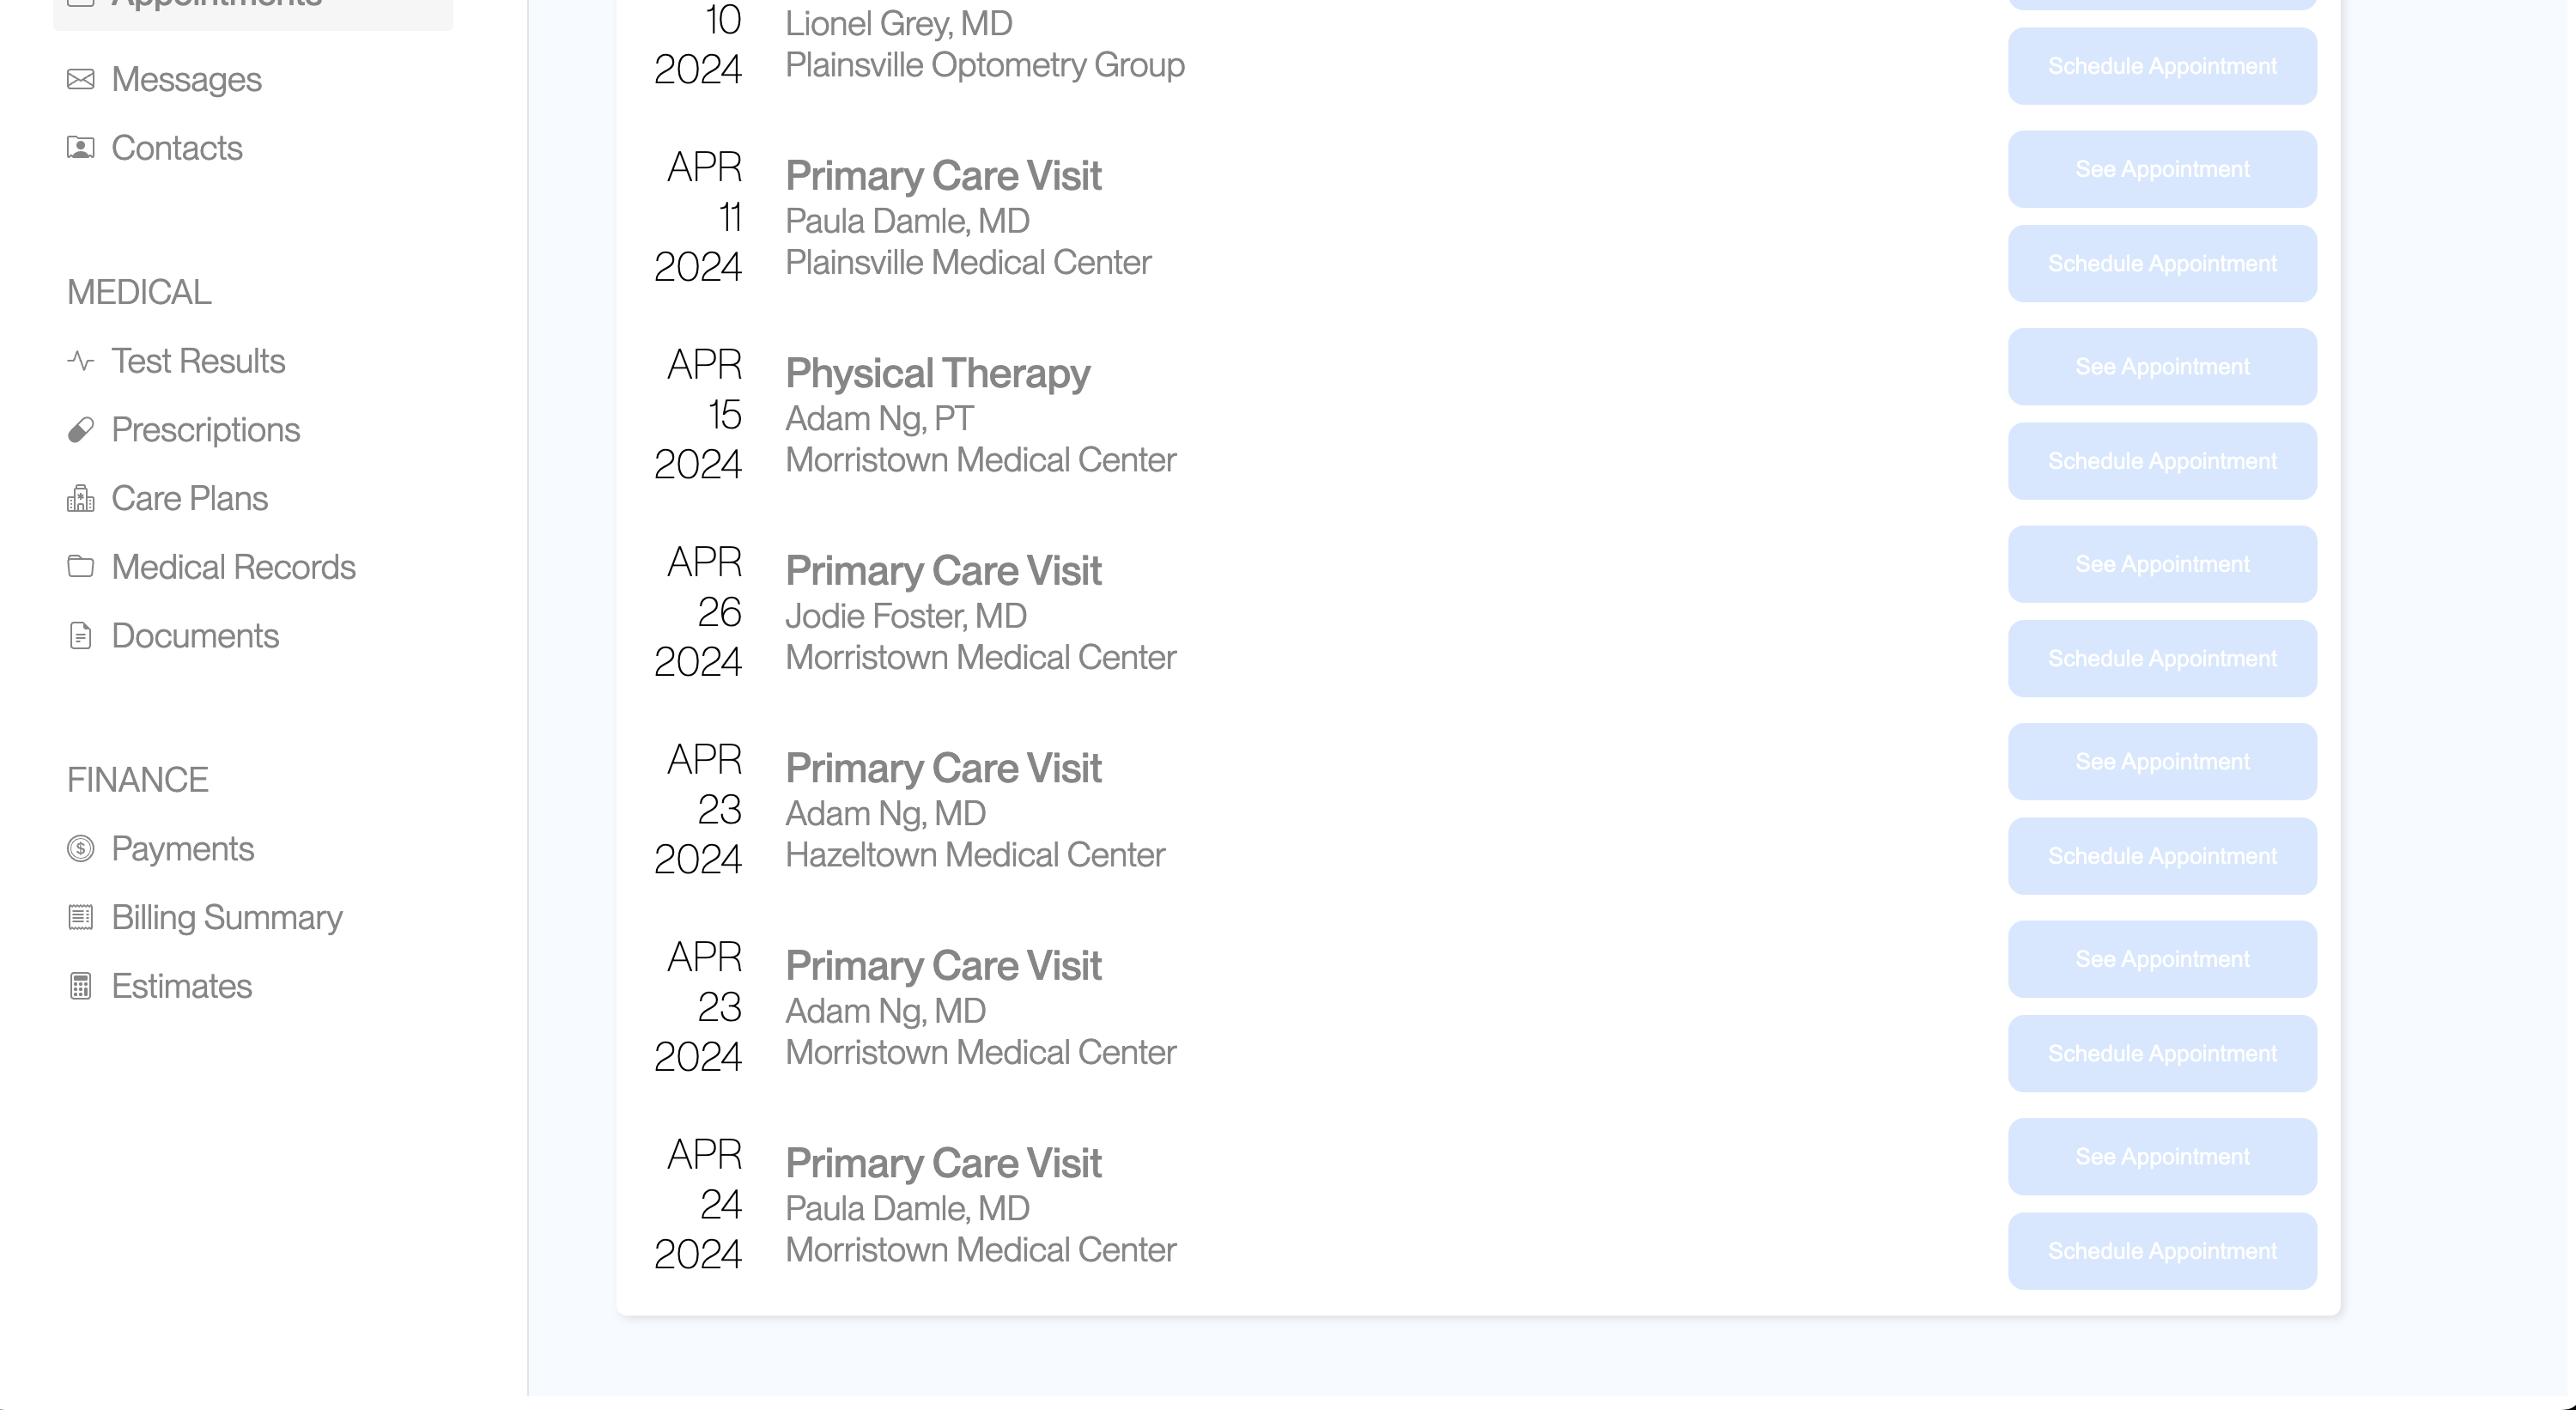 Appointments
Messages
Contacts
MEDICAL
Test Results
Prescriptions
Care Plans
Medical Records
Documents
FINANCE
Payments
Billing Summary
Estimates
10
2024
Lionel Grey, MD
Plainsville Optometry Group
Schedule Appointment
APR
11
2024
Primary Care Visit
Paula Damle, MD
Plainsville Medical Center
See Appointment
Schedule Appointment
APR
15
2024
Physical Therapy
Adam Ng, PT
Morristown Medical Center
See Appointment
Schedule Appointment
APR
26
2024
Primary Care Visit
Jodie Foster, MD
Morristown Medical Center
See Appointment
Schedule Appointment
APR
23
2024
Primary Care Visit
Adam Ng, MD
Hazeltown Medical Center
See Appointment
Schedule Appointment
APR
23
2024
Primary Care Visit
Adam Ng, MD
Morristown Medical Center
See Appointment
Schedule Appointment
APR
24
2024
Primary Care Visit
Paula Damle, MD
Morristown Medical Center
See Appointment
Schedule Appointment